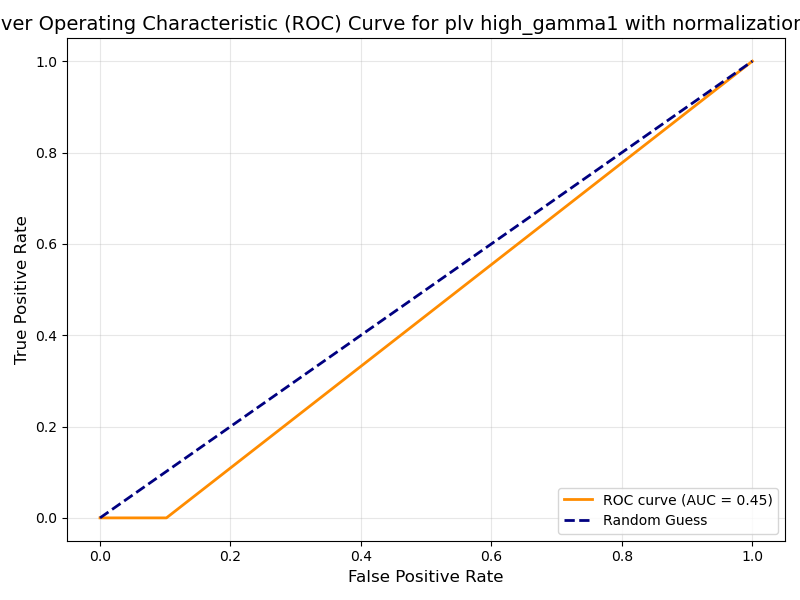 ver Operating Characteristic (ROC) Curve for plv high_gamma1 with normalization
1.0
0.8
0.6
0.4
0.2
0.0
True Positive Rate
0.0 0.2 0.4 0.6 0.8 1.0
False Positive Rate
ROC curve (AUC = 0.45)
Random Guess